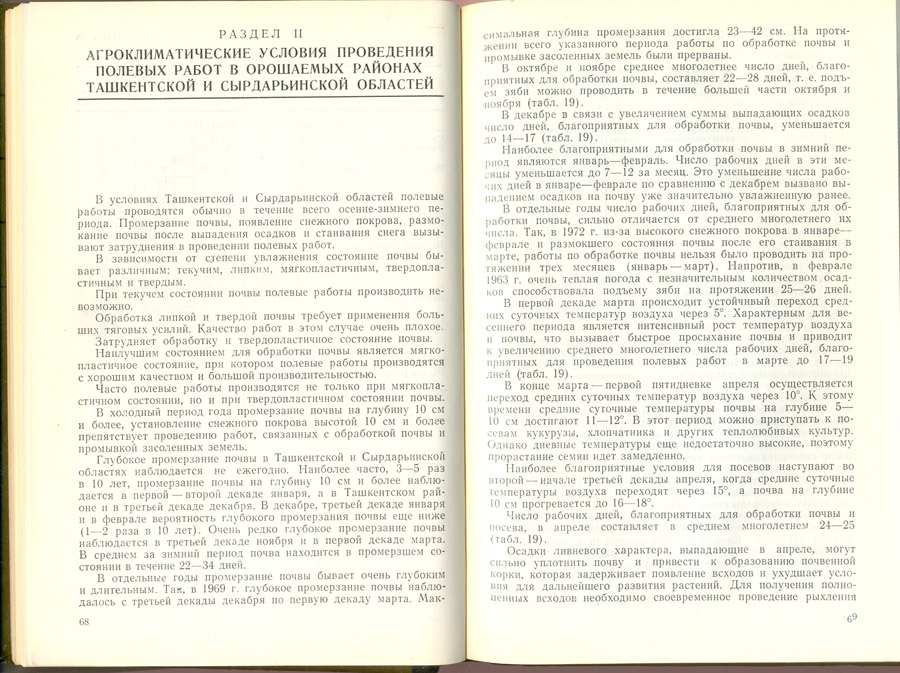 РАЗДЕЛ II
АГРОКЛИМАТИЧЕСКИЕ УСЛОВИЯ ПРОВЕДЕНИЯ
ПОЛЕВЫХ РАБОТ В ОРОШАЕМЫХ РАЙОНАХ
ТАШКЕНТСКОЙ И СЫРДАРЬИНСКОЙ ОБЛАСТЕЙ
В условиях Ташкентской и Сырдарьинской областей полевые
работы проводятся обычно в течение всего осенне-зимнего пе-
риода. Промерзание почвы, появление снежного покрова, размо-
кание почвы после выпадения осадков и стаивания снега вызы-
вают затруднения в проведении полевых работ.
В зависимости от степени увлажнения состояние почвы бы-
вает различным: текучим, липким, мягкопластичным, твердопла-
стичным и твердым.
При текучем состоянии почвы полевые работы производить не-
возможно.
Обработка липкой и твердой почвы требует применения боль-
ших тяговых усилий. Качество работ в этом случае очень плохое.
Затрудняет обработку и твердопластичное состояние почвы.
Наилучшим состоянием для обработки почвы является мягко-
пластичное состояние, при котором полевые работы производятся
с хорошим качеством и большой производительностью.
Часто полевые работы производятся не только при мягкопла-
стичном состоянии, но и при твердопластичном состоянии почвы.
В холодный период года промерзание почвы на глубину 10 см
и более, установление снежного покрова высотой 10 см и более
препятствует проведению работ, связанных с обработкой почвы и
промывкой засоленных земель.
Глубокое промерзание почвы в Ташкентской и Сырдарьинской
областях наблюдается не ежегодно. Наиболее часто, 3—5 раз
в 10 лет, промерзание почвы на глубину 10 см и более наблю-
дается в первой — второй декаде января, а в Ташкентском рай-
оне и в третьей декаде декабря. В декабре, третьей декаде января
и в феврале вероятность глубокого промерзания почвы еще ниже
(1—2 раза в 10 лет). Очень редко глубокое промерзание почвы
наблюдается в третьей декаде ноября и в первой декаде марта.
В среднем за зимний период почва находится в промерзшем со-
стоянии в течение 22—34 дней.
В отдельные годы промерзание почвы бывает очень глубоким
и длительным. Так, в 1969 г. глубокое промерзание почвы наблю-
далось с третьей декады декабря по первую декаду марта. Мак-
68
симальная глубина промерзания достигла 23—42 см. На протя-
жении всего указанного периода работы по обработке почвы и
промывке засоленных земель были прерваны.
В октябре и ноябре среднее многолетнее число дней, благо-
приятных для обработки почвы, составляет 22—28 дней, т. е. подъ-
ем зяби можно проводить в течение большей части октября и
ноября (табл. 19).
В декабре в связи с увеличением суммы выпадающих осадков
число дней, благоприятных для обработки почвы, уменьшается
до 14—17 (табл. 19).
Наиболее благоприятными для обработки почвы в зимний пе-
риод являются январь—февраль. Число рабочих дней в эти ме-
сяцы уменьшается до 7—12 за месяц. Это уменьшение числа рабо-
чих дней в январе—феврале по сравнению с декабрем вызвано вы-
падением осадков на почву уже значительно увлажненную ранее.
В отдельные годы число рабочих дней, благоприятных для об-
работки почвы, сильно отличается от среднего многолетнего их
числа. Так, в 1972 г. из-за высокого снежного покрова в январе—
феврале и размокшего состояния почвы после его стаивания в
марте, работы по обработке почвы нельзя было проводить на про-
тяжении трех месяцев (январь — март). Напротив, в феврале
1963 г. очень теплая погода с незначительным количеством осад-
ков способствовала подъему зяби на протяжении 25—26 дней.
В первой декаде марта происходит устойчивый переход сред-
них суточных температур воздуха через 5°. Характерным для ве-
сеннего периода является интенсивный рост температур воздуха
и почвы, что вызывает быстрое просыхание почвы и приводит
к увеличению среднего многолетнего числа рабочих дней, благо-
приятных для проведения полевых работ в марте до 17—19
дней (табл. 19).
В конце марта — первой пятидневке апреля осуществляется
переход средних суточных температур воздуха через 10°. К этому
времени средние суточные температуры почвы на глубине 5—
10 см достигают 11—12°. В этот период можно приступать к по-
севам кукурузы, хлопчатника и других теплолюбивых культур.
Однако дневные температуры еще недостаточно высокие, поэтому
прорастание семян идет замедленно.
Наиболее благоприятные условия для посевов наступают во
второй — начале третьей декады апреля, когда средние суточные
температуры воздуха переходят через 15°, а почва на глубине
10 см прогревается до 16—18°.
Число рабочих дней, благоприятных для обработки почвы и
посева, в апреле составляет в среднем многолетнем 24—25
(табл. 19).
Осадки ливневого характера, выпадающие в апреле, могут
сильно уплотнить почву и привести к образованию почвенной
корки, которая задерживает появление всходов и ухудшает усло-
вия для дальнейшего развития растений. Для получения полно-
ценных всходов необходимо своевременное проведение рыхления
69